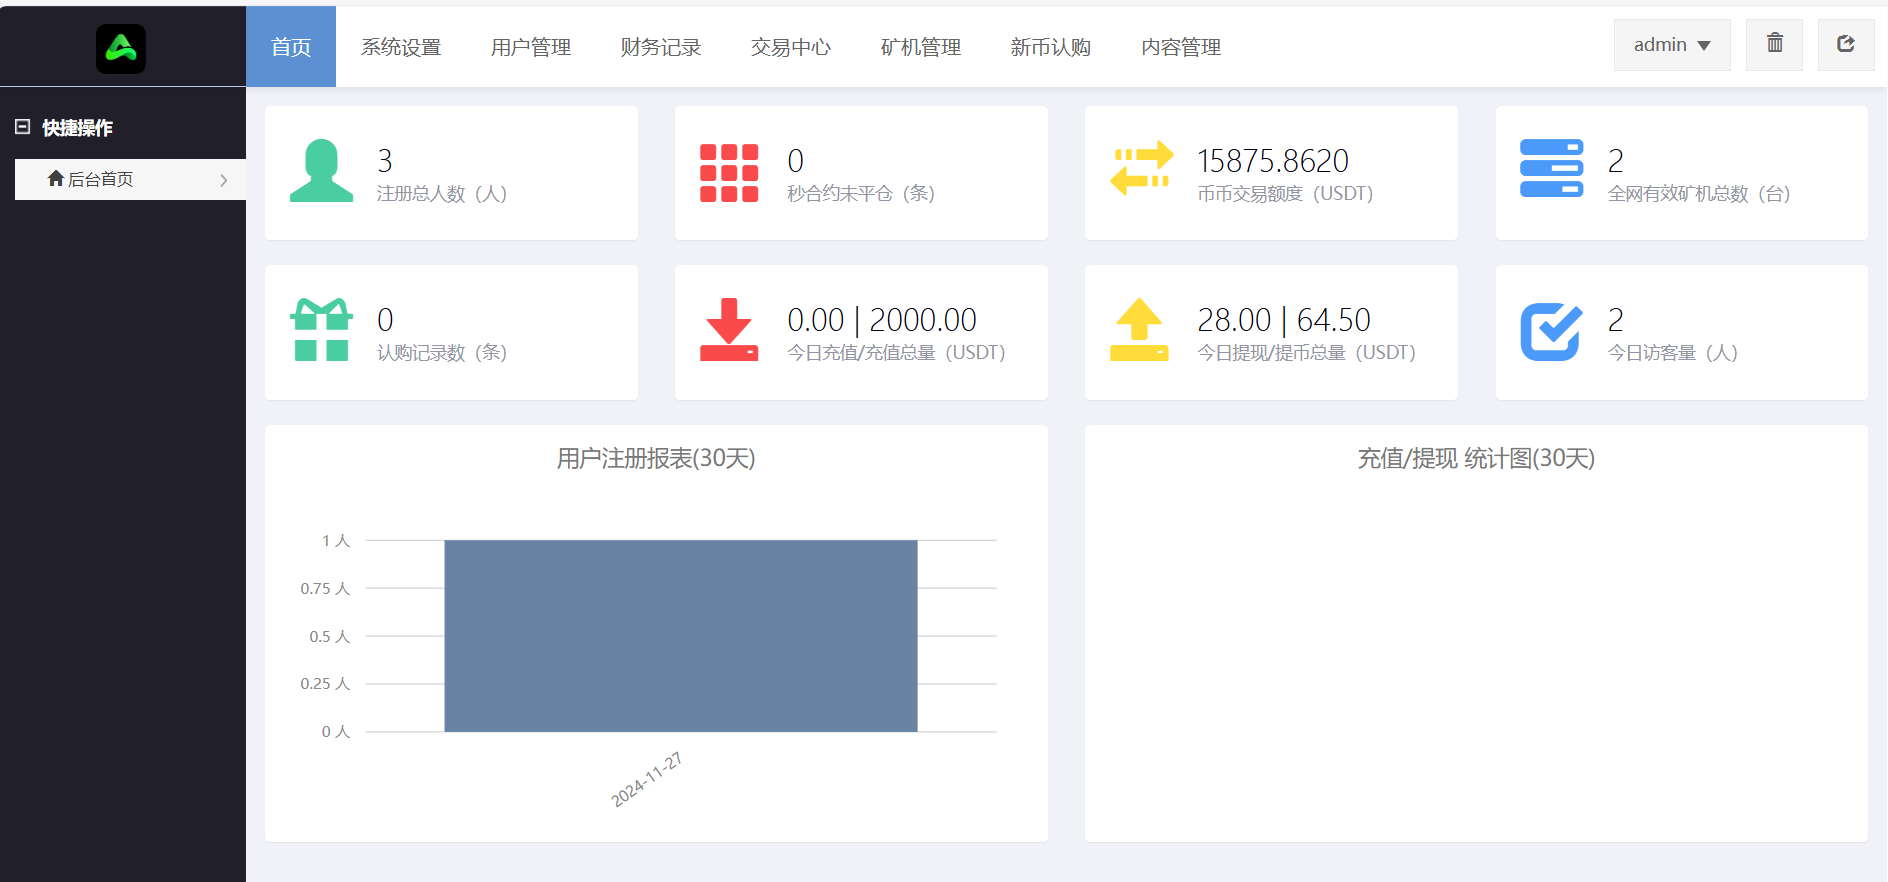 首页 系统设置 用户管理 财务记录 交易中心 矿机管理 新币认购 内容管理 admin
快捷操作
后台首页
3
注册总人数（人）
0
秒合约未平仓（条）
15875.8620
币币交易额度（USDT）
2
全网有效矿机总数（台）
0
认购记录数（条）
0.00 | 2000.00
今日充值/充值总量（USDT）
28.00 | 64.50
今日提现/提币总量（USDT）
2
今日访客量（人）
用户注册报表(30天)
1 人
0.75 人
0.5 人
0.25 人
0 人
2024-11-27
充值/提现 统计图(30天)